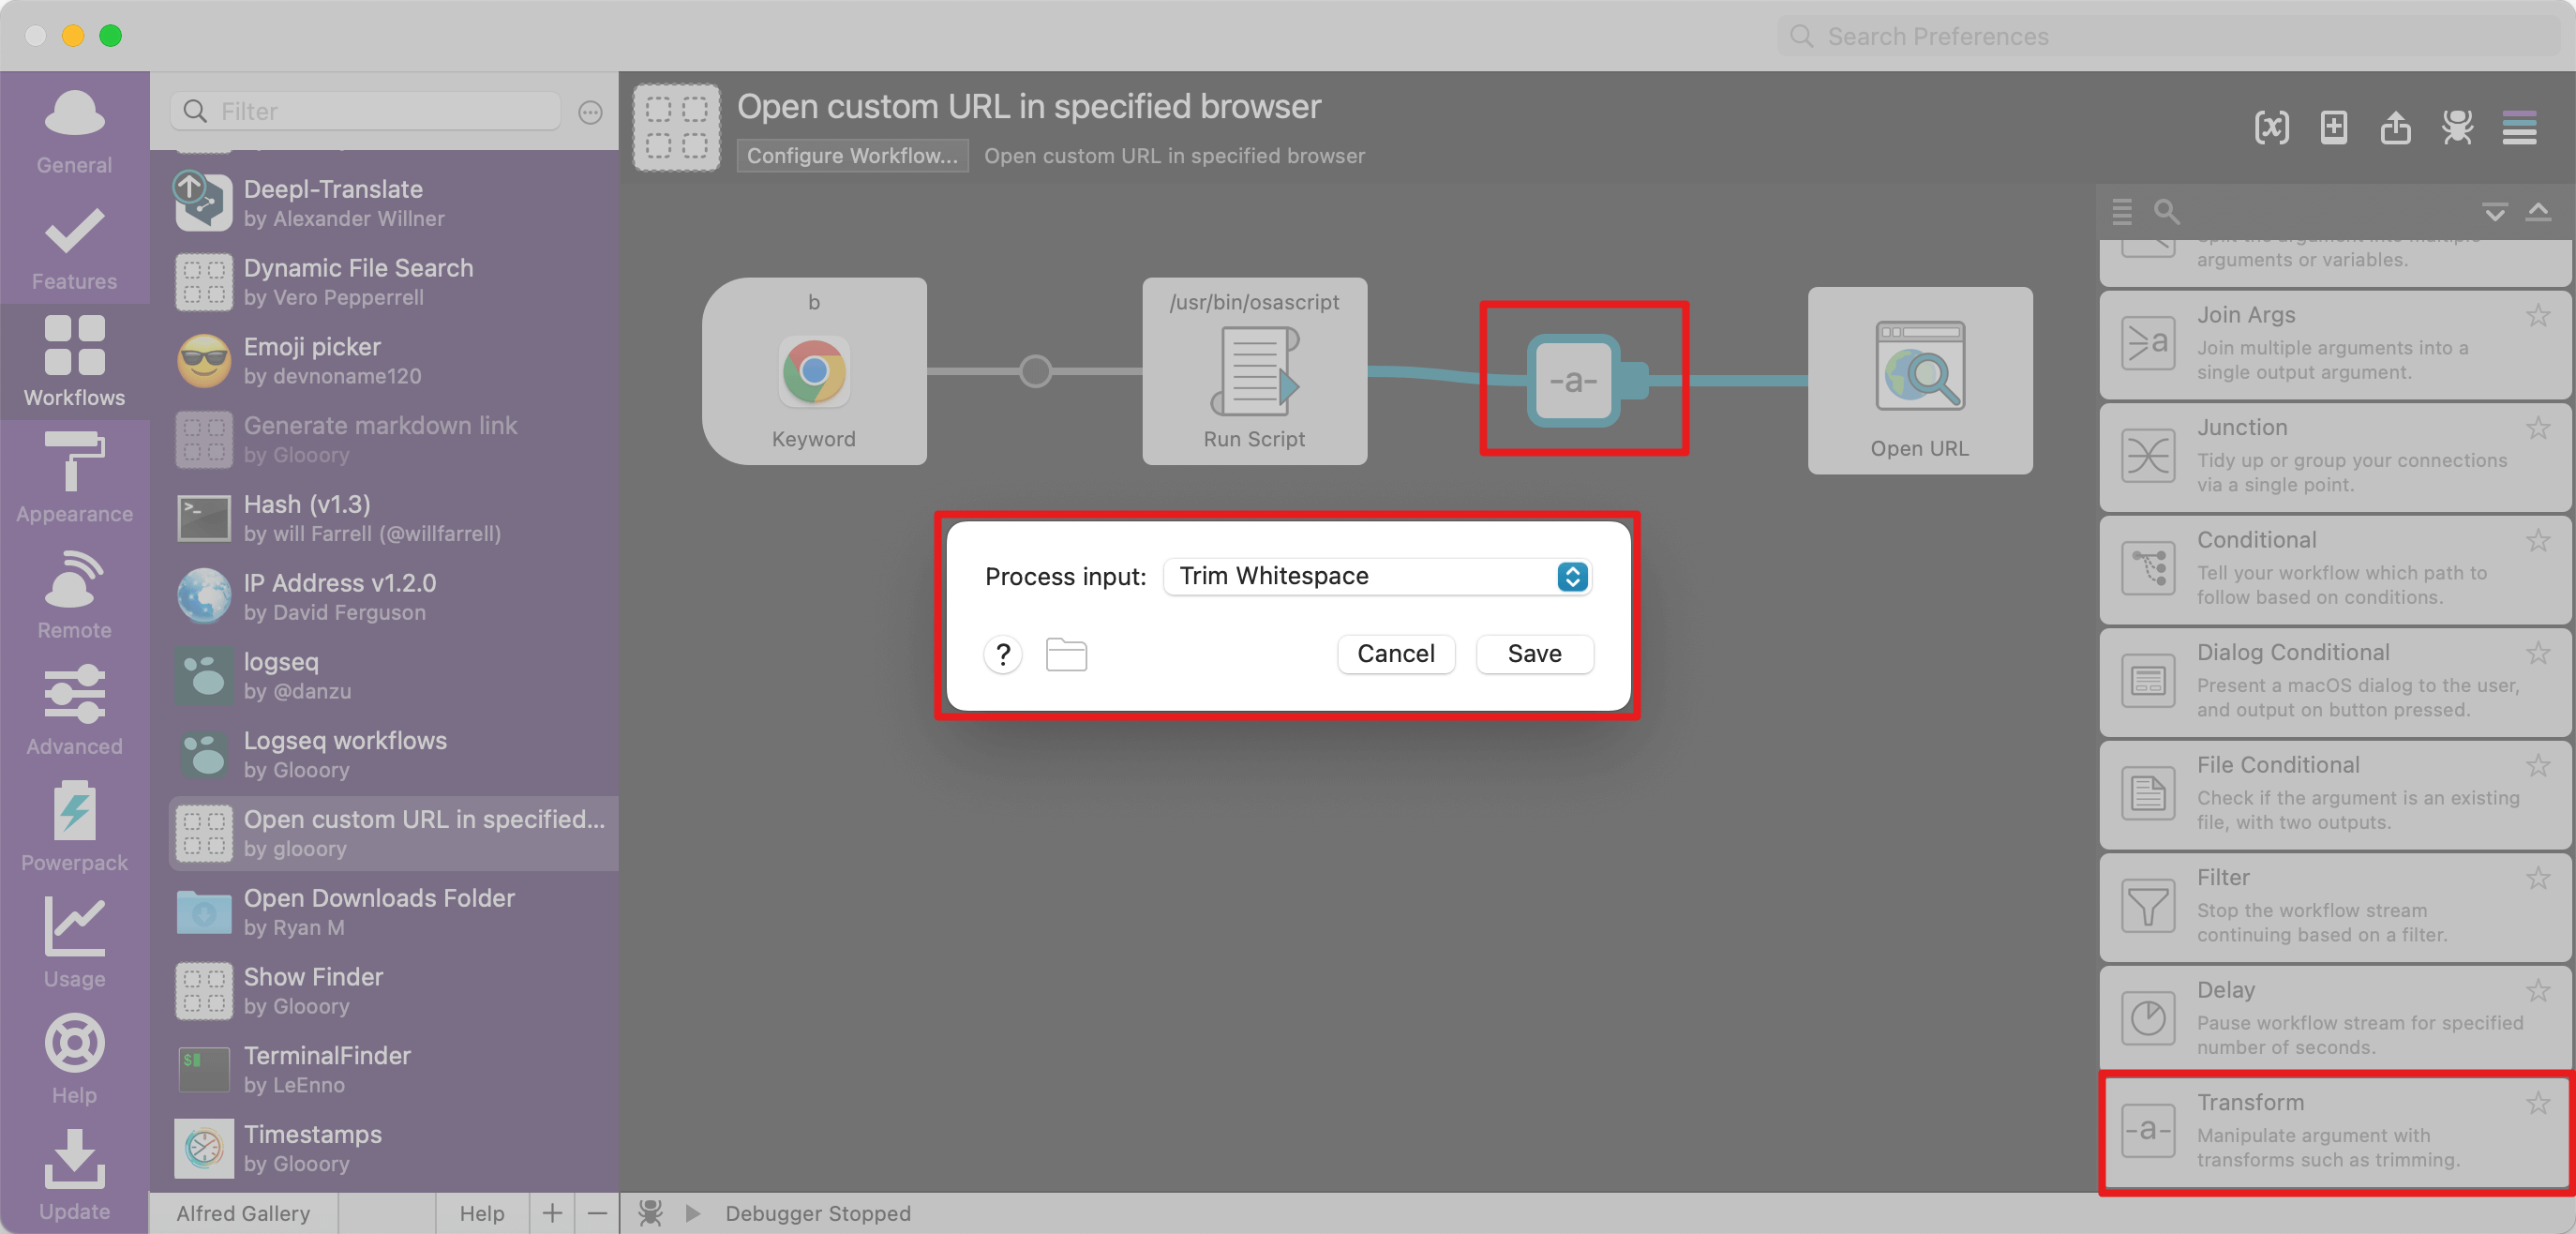 Search Preferences
General
Features
Workflows
Appearance
Remote
Advanced
Powerpack
Usage
Help
Update
Filter
Deepl-Translate
by Alexander Willner
Dynamic File Search
by Vero Pepperrell
Emoji picker
by devnoname120
Generate markdown link
by Glooory
Hash (v1.3)
by will Farrell (@willfarrell)
IP Address v1.2.0
by David Ferguson
logseq
by @danzu
Logseq workflows
by Glooory
Open custom URL in specified...
by glooory
Open Downloads Folder
by Ryan M
Show Finder
by Glooory
TerminalFinder
by LeEnno
Timestamps
by Glooory
Alfred Gallery
Help
Open custom URL in specified browser
Configure Workflow...
Open custom URL in specified browser
{x}
b
Keyword
/usr/bin/osascript
Run Script
-a-
Open URL
Process input:
Trim Whitespace
?
Cancel
Save
Debugger Stopped
arguments or variables.
a
Join Args
Join multiple arguments into a
single output argument.
Junction
Tidy up or group your connections
via a single point.
Conditional
Tell your workflow which path to
follow based on conditions.
Dialog Conditional
Present a macOS dialog to the user,
and output on button pressed.
File Conditional
Check if the argument is an existing
file, with two outputs.
Filter
Stop the workflow stream
continuing based on a filter.
Delay
Pause workflow stream for specified
number of seconds.
-a-
Transform
Manipulate argument with
transforms such as trimming.